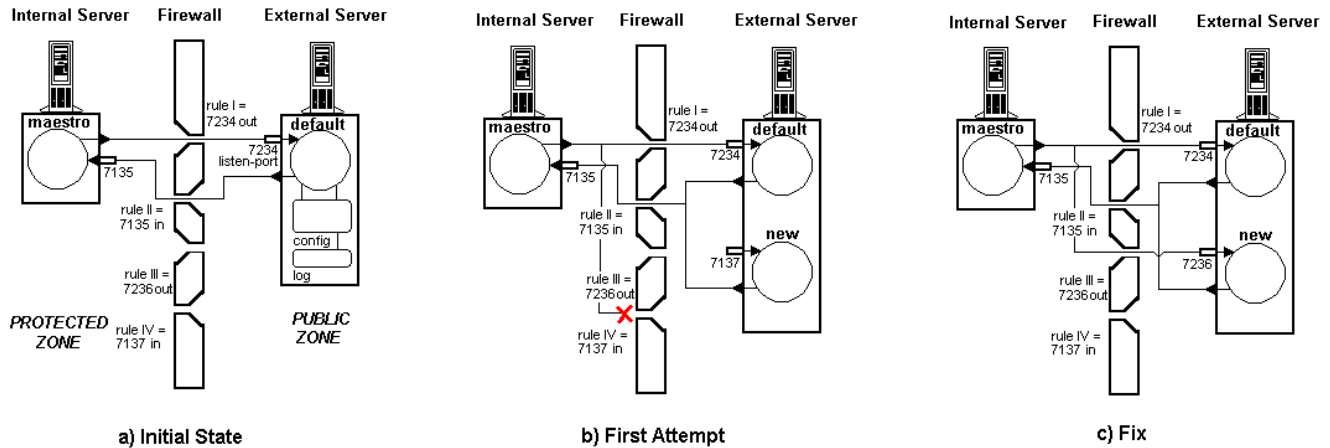 Internal Server
Firewall
External Server
maestro
rule I =
7234 out
default
7234
listen-port
7135
rule II =
7135 in
config
log
rule III =
7236out
PROTECTED
ZONE
rule IV =
7137 in
PUBLIC
ZONE
a) Initial State
Internal Server
Firewall
External Server
maestro
rule I =
7234 out
default
7234
7135
rule II =
7135 in
new
7137
rule III =
7236 out
rule IV =
7137 in
b) First Attempt
Internal Server
Firewall
External Server
maestro
rule I =
7234 out
default
7234
7135
rule II =
7135 in
new
7236
rule III =
7236out
rule IV =
7137 in
c) Fix